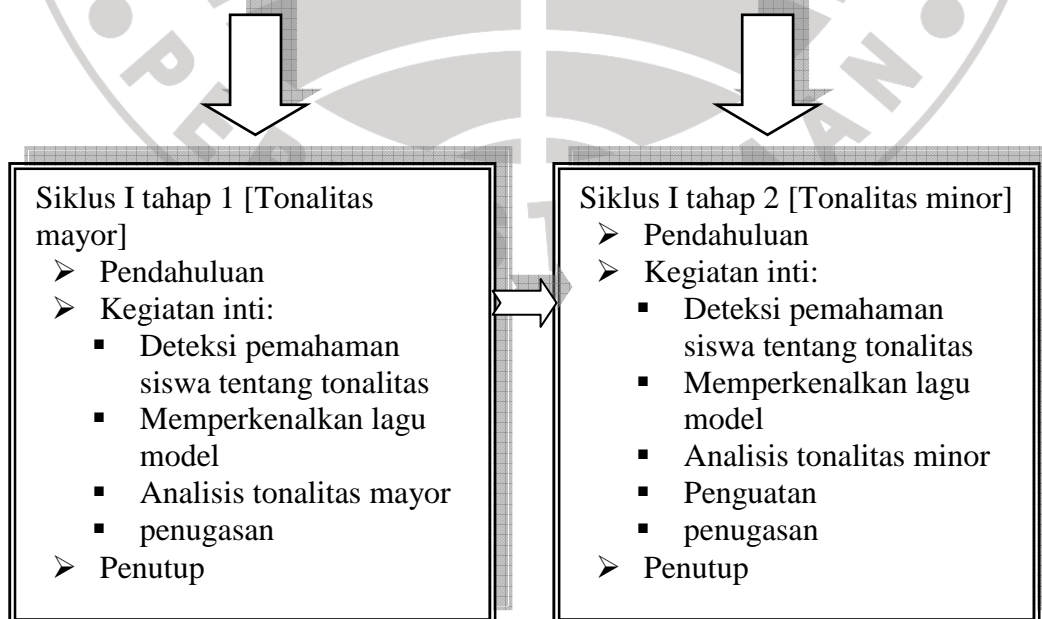 Siklus I tahap 1 [Tonalitas
mayor]
➢ Pendahuluan
➢ Kegiatan inti:
▪ Deteksi pemahaman
siswa tentang tonalitas
▪ Memperkenalkan lagu
model
▪ Analisis tonalitas mayor
▪ penugasan
➢ Penutup
Siklus I tahap 2 [Tonalitas minor]
➢ Pendahuluan
➢ Kegiatan inti:
▪ Deteksi pemahaman
siswa tentang tonalitas
▪ Memperkenalkan lagu
model
▪ Analisis tonalitas minor
▪ Penguatan
▪ penugasan
➢ Penutup